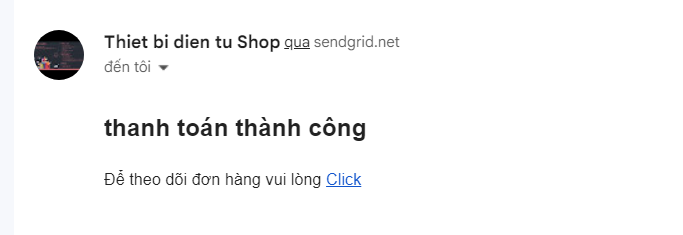 Thiet bi dien tu Shop qua sendgrid.net
đến tôi
thanh toán thành công
Để theo dõi đơn hàng vui lòng Click